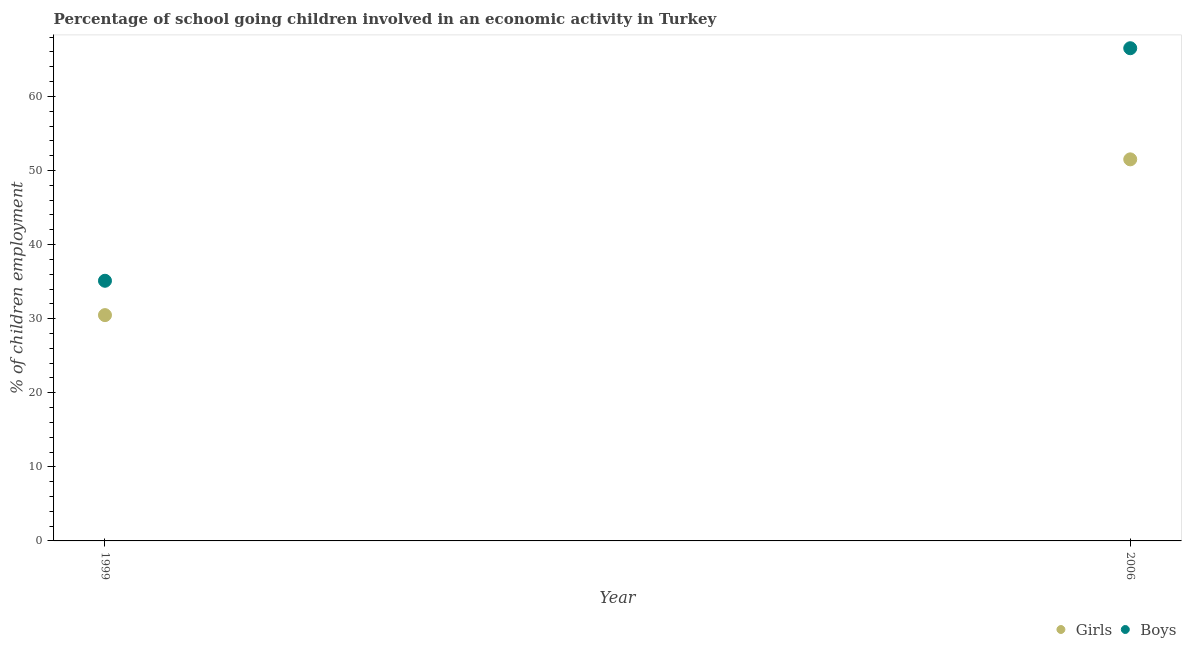 Percentage of school going children involved in an economic activity in Turkey
% of children employment
60
50
40
30
20
10
0
1999
2006
Year
Girls
Boys